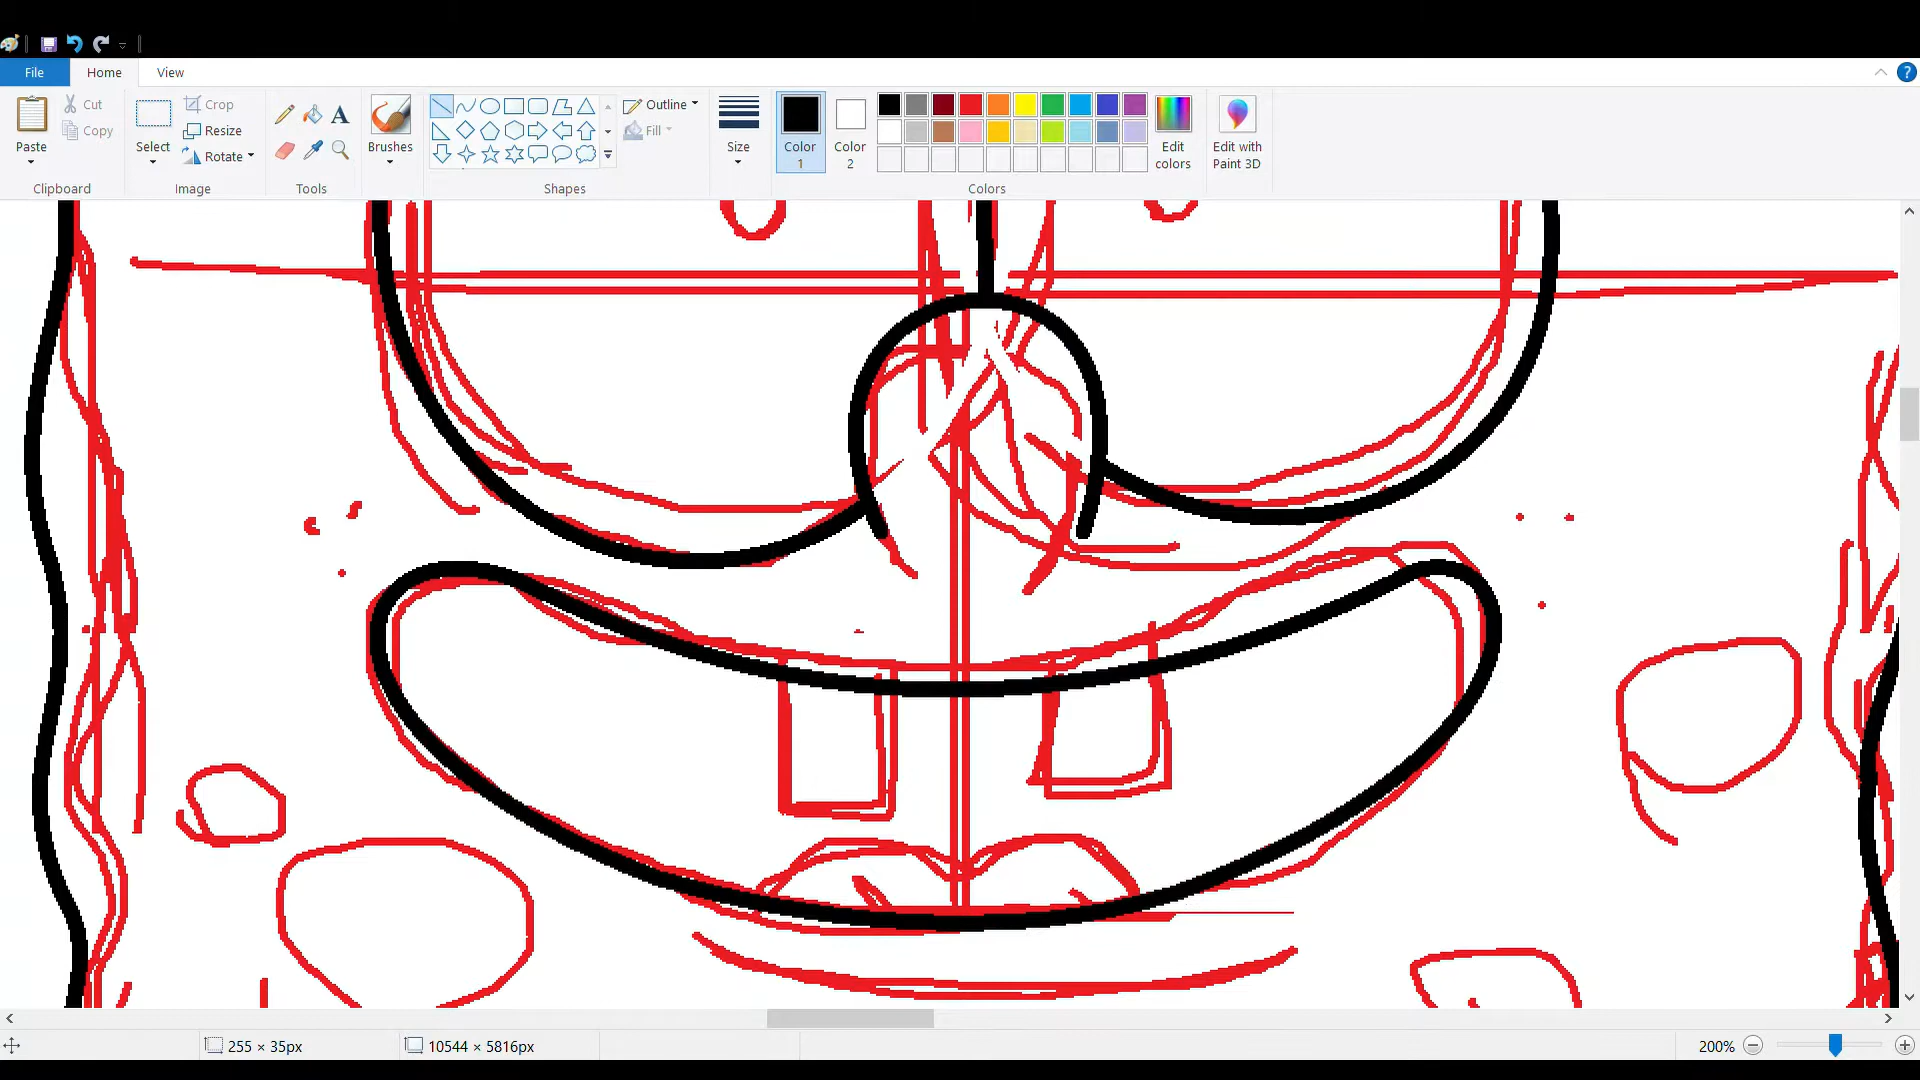 File Home View
Paste
Cut
Copy
Clipboard
Select
Crop
Resize
Rotate
Image
Tools
Brushes
Outline
Fill
Shapes
Size
Color
1
Color
2
Edit
colors
Colors
Edit with
Paint 3D
255 × 35px
10544 × 5816px
200%